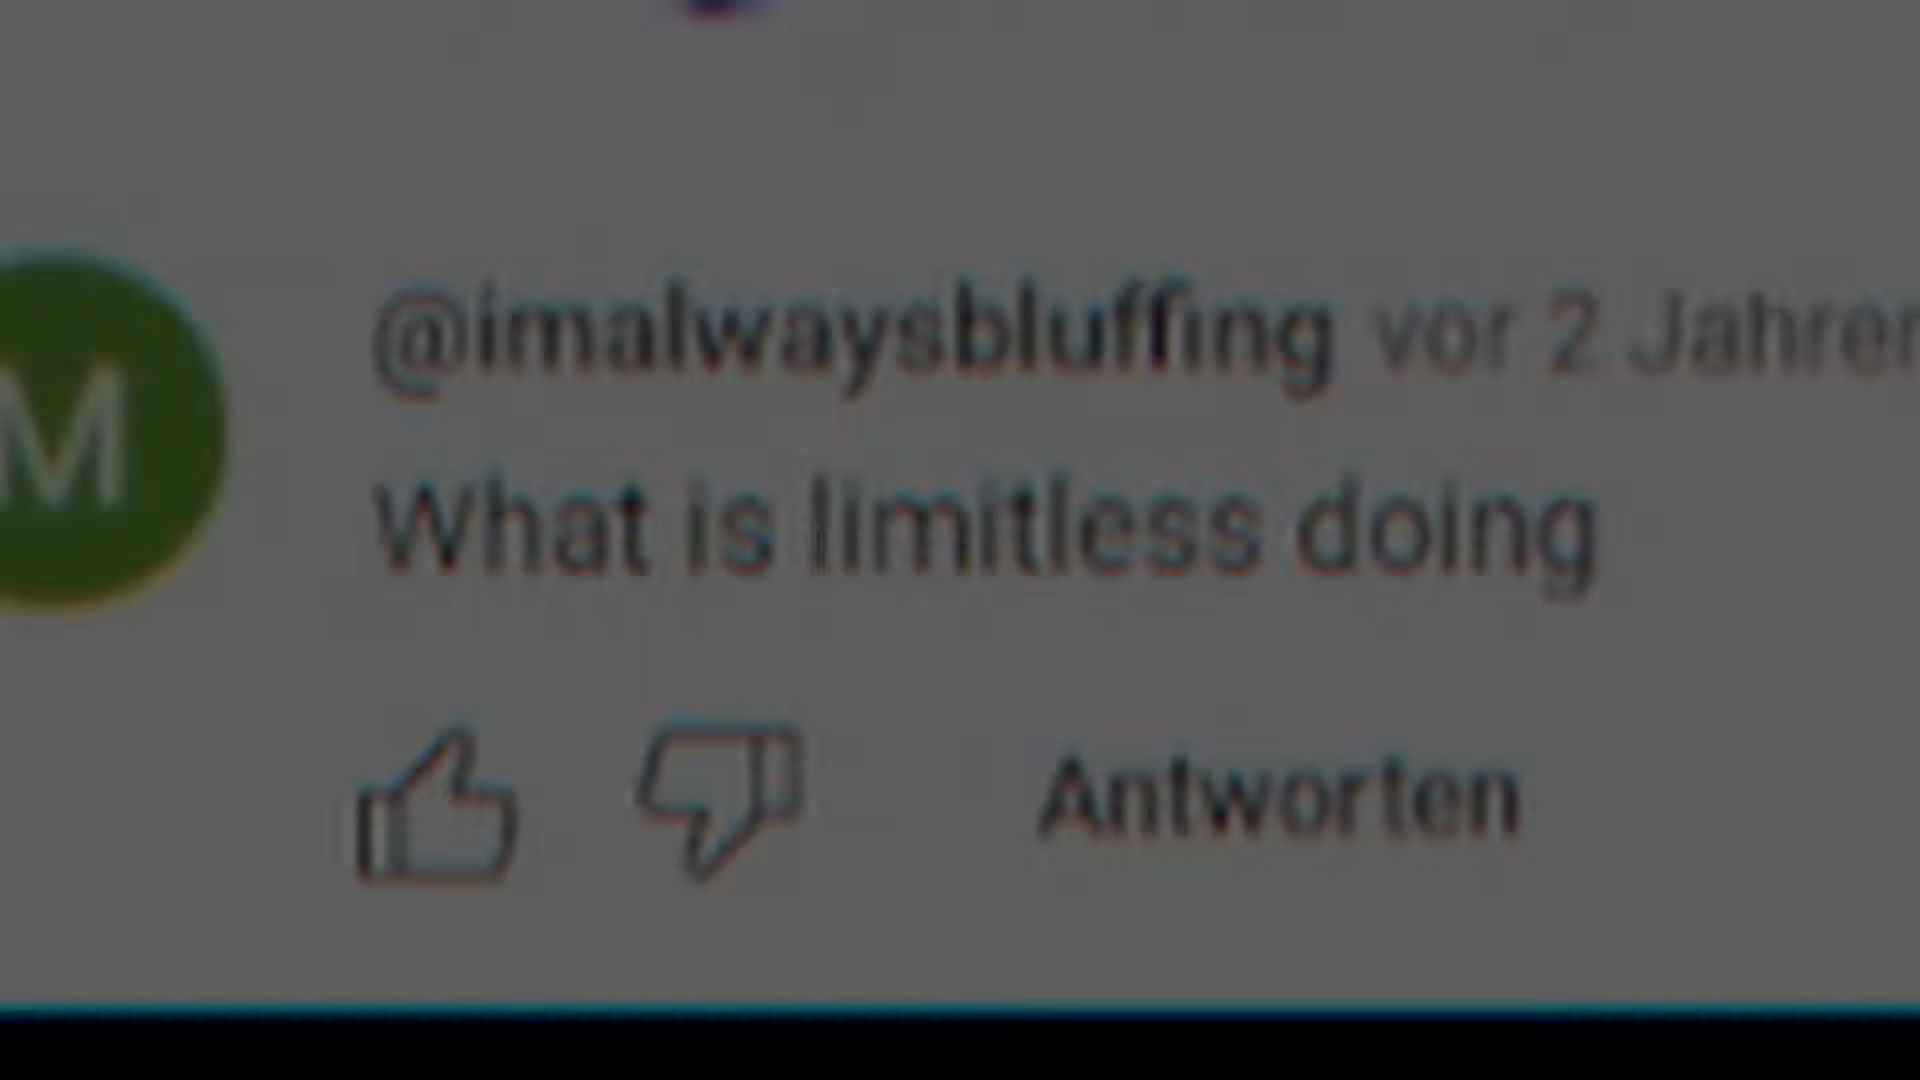 M
@imalwaysbluffing vor 2 Jahren
What is limitless doing
Antworten